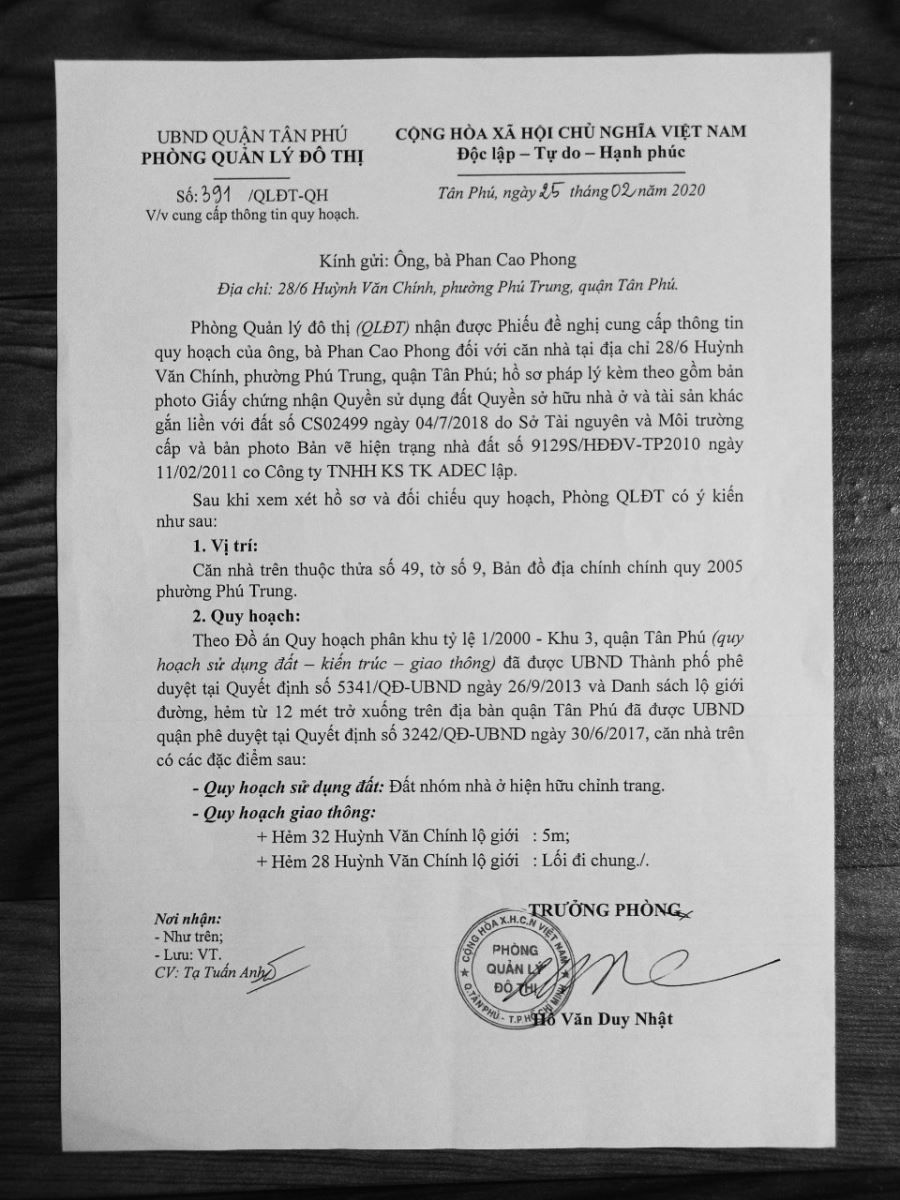 UBND QUẬN TÂN PHÚ
PHÒNG QUẢN LÝ ĐÔ THỊ
CỘNG HÒA XÃ HỘI CHỦ NGHĨA VIỆT NAM
Độc lập – Tự do – Hạnh phúc
Số: 391 /QLĐT-QH
V/v cung cấp thông tin quy hoạch.
Tân Phú, ngày 25 tháng 02 năm 2020
Kính gửi: Ông, bà Phan Cao Phong
Địa chỉ: 28/6 Huỳnh Văn Chính, phường Phú Trung, quận Tân Phú.
Phòng Quản lý đô thị (QLĐT) nhận được Phiếu đề nghị cung cấp thông tin
quy hoạch của ông, bà Phan Cao Phong đối với căn nhà tại địa chỉ 28/6 Huỳnh
Văn Chính, phường Phú Trung, quận Tân Phú; hồ sơ pháp lý kèm theo gồm bản
photo Giấy chứng nhận Quyền sử dụng đất Quyền sở hữu nhà ở và tài sản khác
gắn liền với đất số CS02499 ngày 04/7/2018 do Sở Tài nguyên và Môi trường
cấp và bản photo Bản vẽ hiện trạng nhà đất số 9129S/HĐĐV-TP2010 ngày
11/02/2011 co Công ty TNHH KS TK ADEC lập.
Sau khi xem xét hồ sơ và đối chiếu quy hoạch, Phòng QLĐT có ý kiến
như sau:
1. Vị trí:
Căn nhà trên thuộc thửa số 49, tờ số 9, Bản đồ địa chính chính quy 2005
phường Phú Trung.
2. Quy hoạch:
Theo Đồ án Quy hoạch phân khu tỷ lệ 1/2000 - Khu 3, quận Tân Phú (quy
hoạch sử dụng đất – kiến trúc – giao thông) đã được UBND Thành phố phê
duyệt tại Quyết định số 5341/QĐ-UBND ngày 26/9/2013 và Danh sách lộ giới
đường, hẻm từ 12 mét trở xuống trên địa bàn quận Tân Phú đã được UBND
quận phê duyệt tại Quyết định số 3242/QĐ-UBND ngày 30/6/2017, căn nhà trên
có các đặc điểm sau:
- Quy hoạch sử dụng đất: Đất nhóm nhà ở hiện hữu chỉnh trang.
- Quy hoạch giao thông:
+ Hẻm 32 Huỳnh Văn Chính lộ giới : 5m;
+ Hẻm 28 Huỳnh Văn Chính lộ giới : Lối đi chung./.
Nơi nhận:
- Như trên;
- Lưu: VT.
CV: Tạ Tuấn Anh
TRƯỞNG PHÒNG
CỘNG HÒA X.H.C.N VIỆT NAM
PHÒNG
QUẢN LÝ
ĐÔ THỊ
Q.TÂN PHÚ - T.P HỒ CHÍ MINH
Hồ Văn Duy Nhật